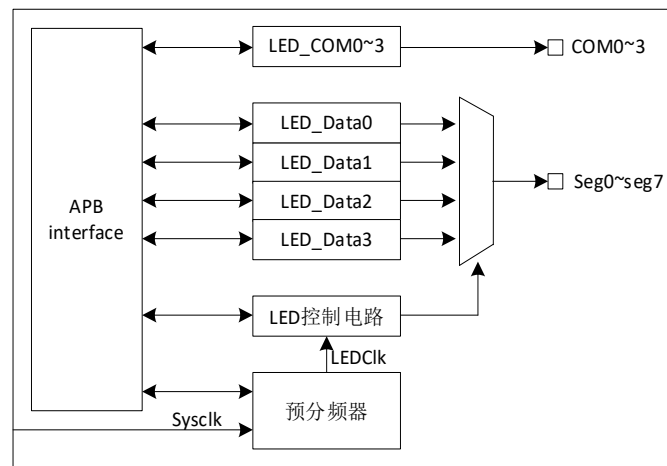 LED_COM0~3
COM0~3
LED_Data0
LED_Data1
LED_Data2
LED_Data3
Seg0~seg7
APB
interface
LED控制电路
LEDClk
预分频器
Sysclk